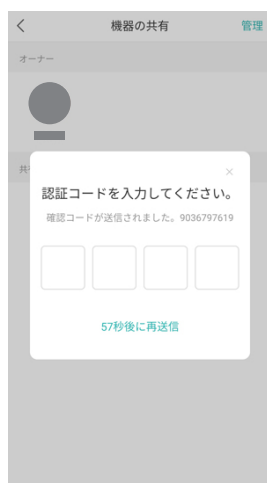 機器の共有
管理
オーナー
共
×
認証コードを入力してください。
確認コードが送信されました。9036797619
57秒後に再送信